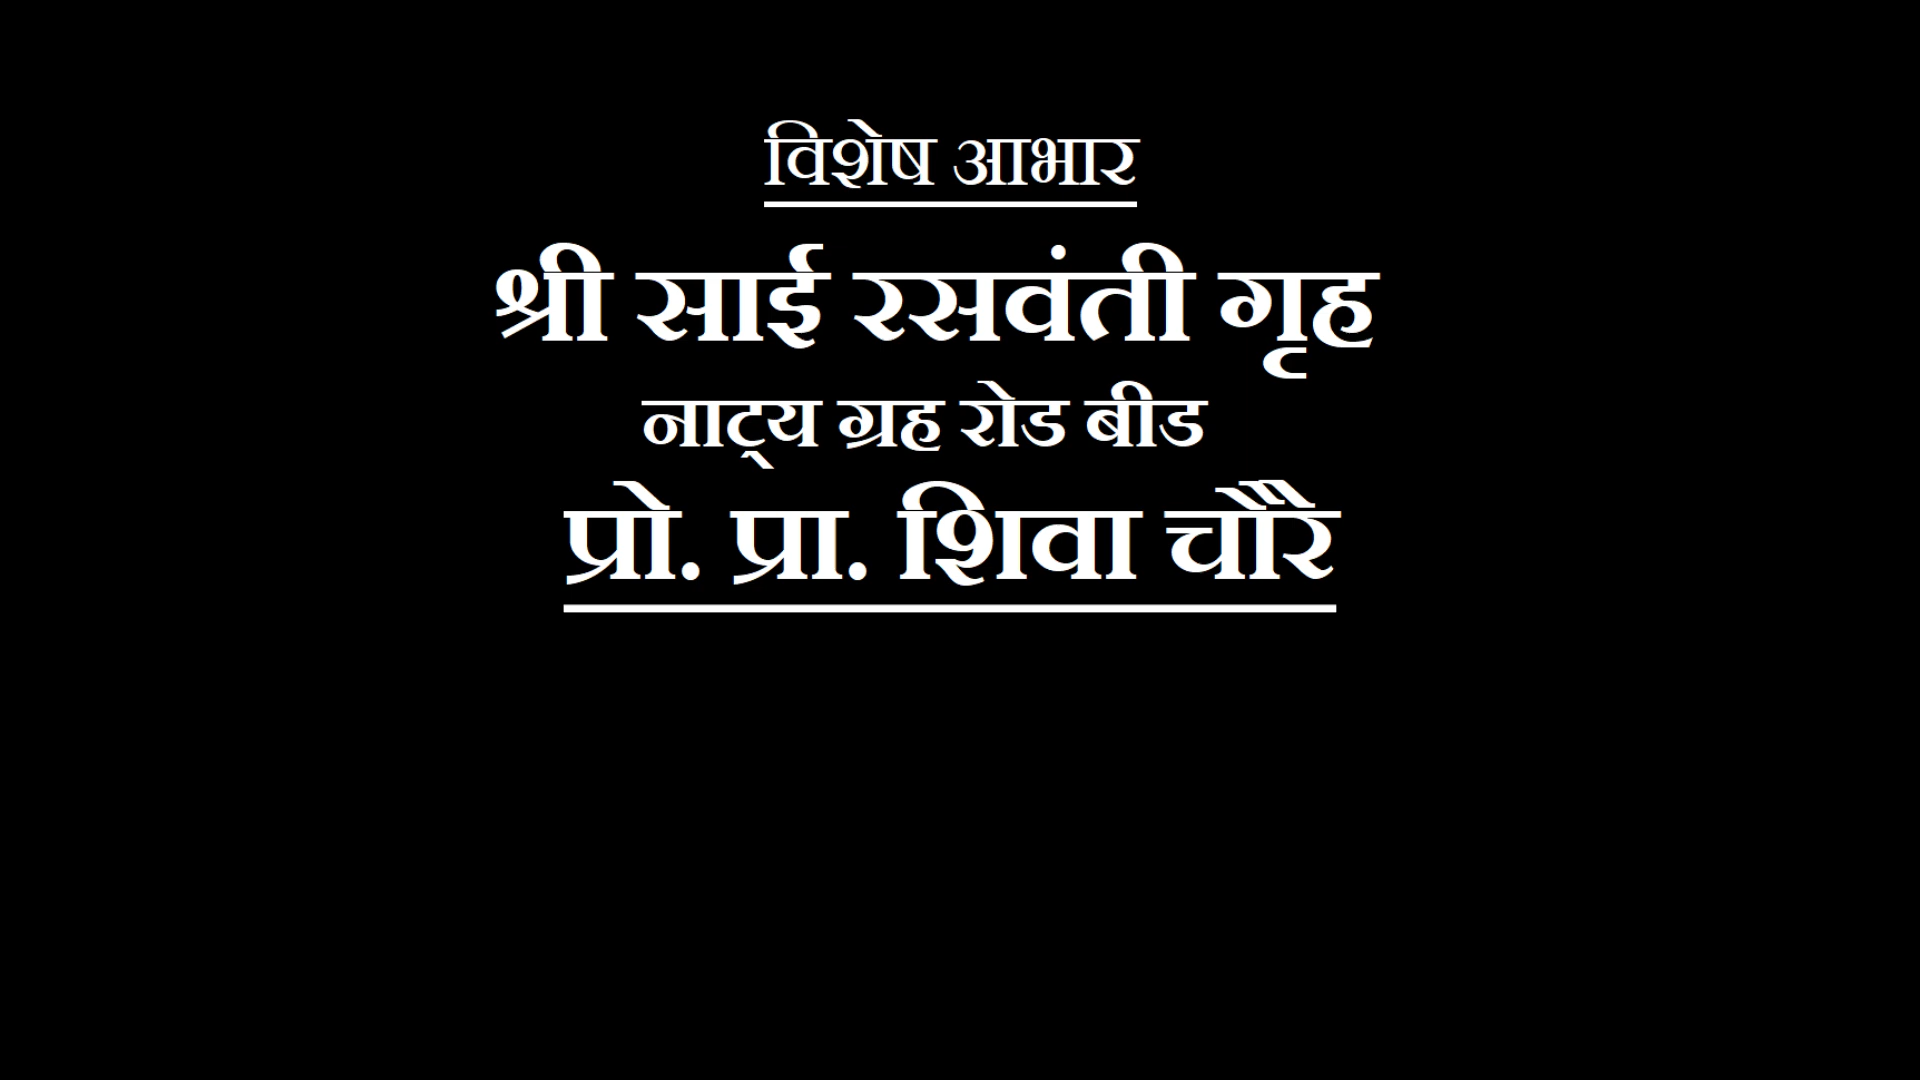 विशेष आभार
श्री साई रसवंती गृह
नाट्य ग्रह रोड बीड
प्रो. प्रा. शिवा चौरे